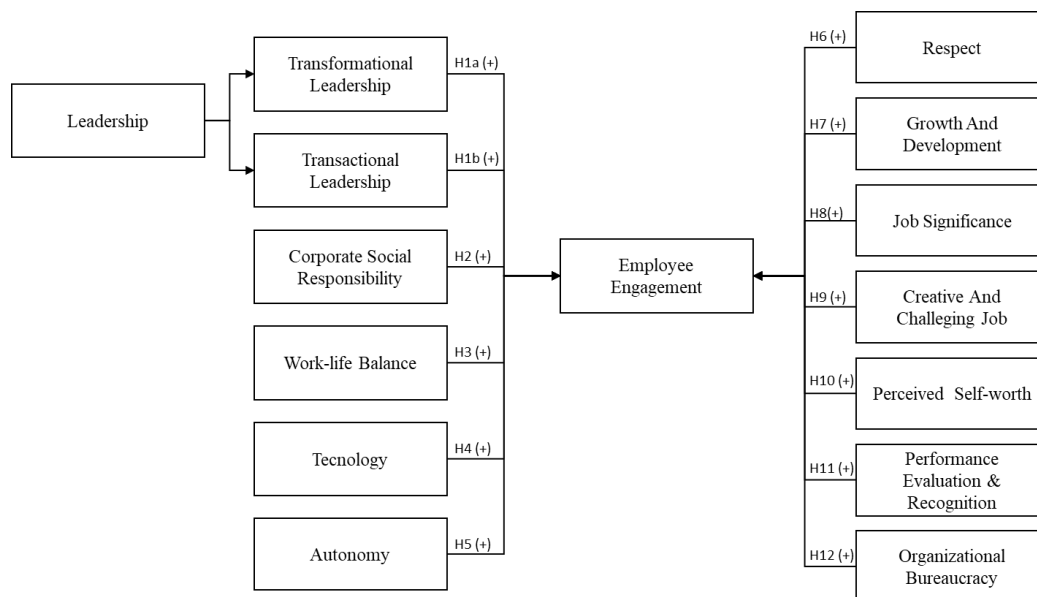 Leadership
Transformational
Leadership
H1a (+)
Transactional
Leadership
H1b (+)
Corporate Social
Responsibility
H2 (+)
Work-life Balance
H3 (+)
Tecnology
H4 (+)
Autonomy
H5 (+)
Employee
Engagement
H6 (+)
Respect
H7 (+)
Growth And
Development
H8(+)
Job Significance
H9 (+)
Creative And
Challeging Job
H10 (+)
Perceived Self-worth
H11 (+)
Performance
Evaluation &
Recognition
H12 (+)
Organizational
Bureaucracy